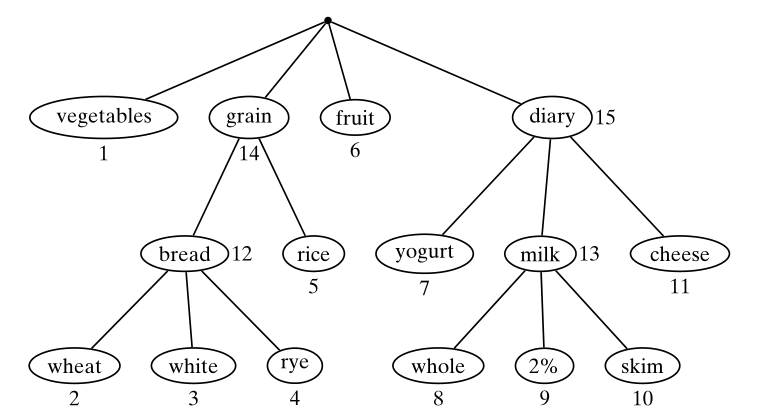 vegetables grain fruit diary 15
1 14 6
bread 12 rice yogurt milk 13 cheese
5 7 11
wheat white rye whole 2% skim
2 3 4 8 9 10